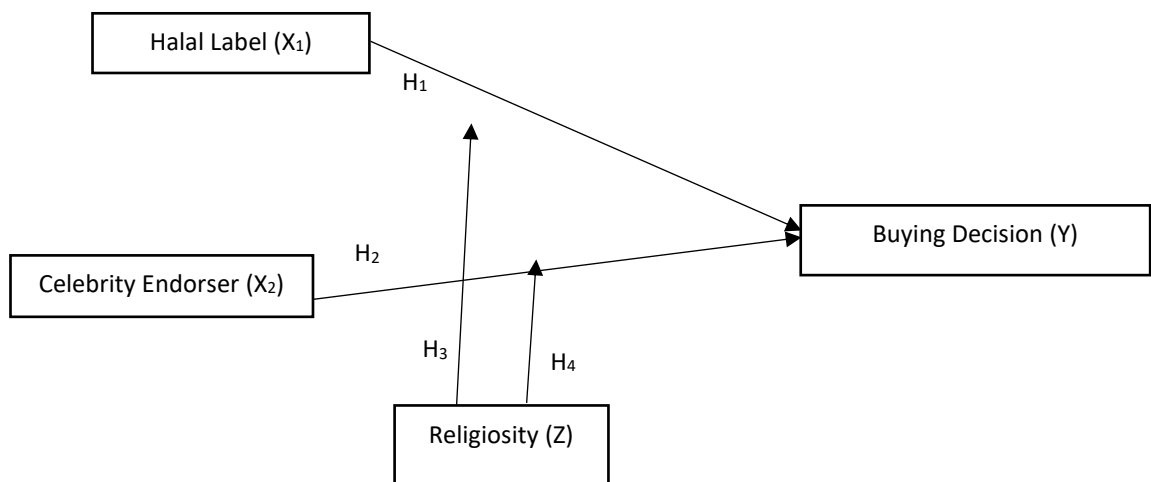 Halal Label (X₁)
H₁
Buying Decision (Y)
H₂
Celebrity Endorser (X₂)
H₃
H₄
Religiosity (Z)